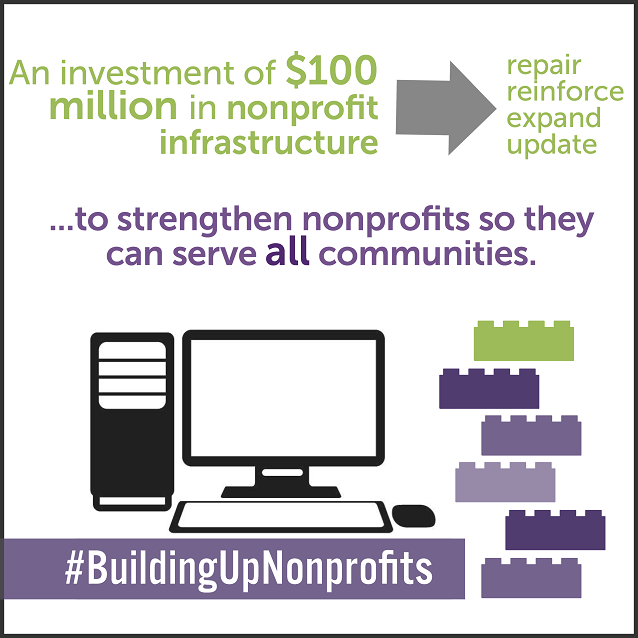 An investment of $100
million in nonprofit
infrastructure
repair
reinforce
expand
update
...to strengthen nonprofits so they
can serve all communities.
#BuildingUpNonprofits